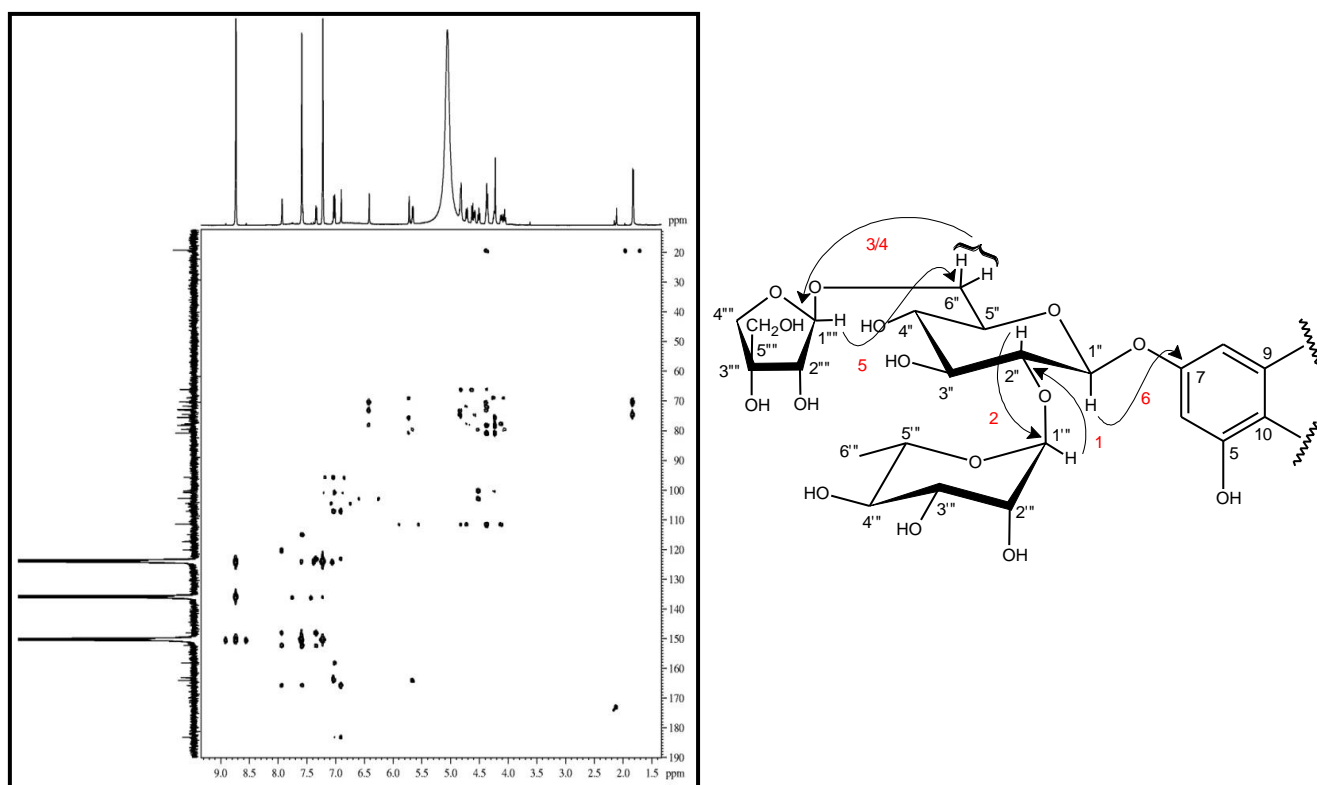 ppm
20
30
40
50
60
70
80
90
100
110
120
130
140
150
160
170
180
190
9.0 8.5 8.0 7.5 7.0 6.5 6.0 5.5 5.0 4.5 4.0 3.5 3.0 2.5 2.0 1.5 ppm
3/4
H
H
O
O
6"
4""
H
CH₂OH
HO
4"
5"
O
H
1""
5""
5
3""
2""
HO
3"
2"
1"
O
OH
OH
O
H
2
6
7
9
10
5
OH
6'"
5'"
O
1'"
H
1
HO
4'"
HO
3'"
2'"
OH